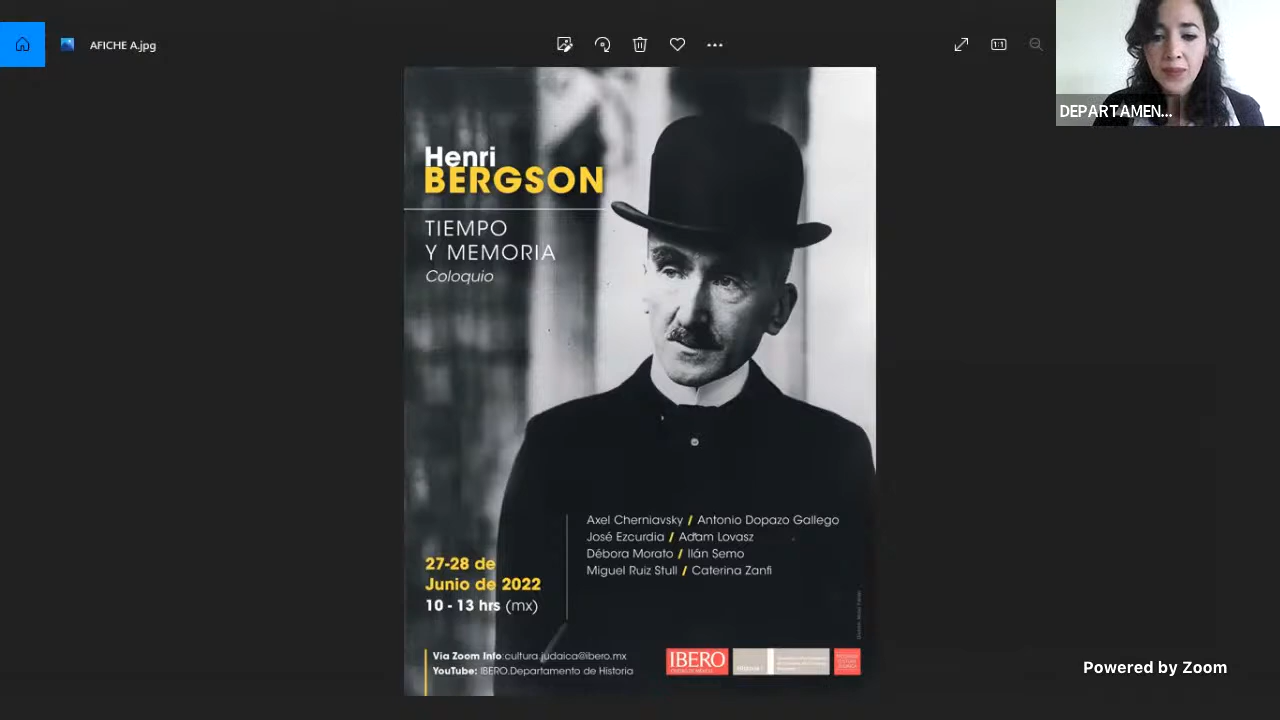 AFICHE A.jpg
DEPARTAMEN...
Henri
BERGSON
TIEMPO
Y MEMORIA
Coloquio
Axel Cherniavsky / Antonio Dopazo Gallego
José Ezcurdia / Adam Lovasz
Débora Morato / Ilán Semo
Miguel Ruiz Stull / Caterina Zanfi
27-28 de
Junio de 2022
10 - 13 hrs (mx)
Via Zoom Info:cultura.judaica@ibero.mx
YouTube: IBERO.Departamento de Historia
IBERO
Powered by Zoom